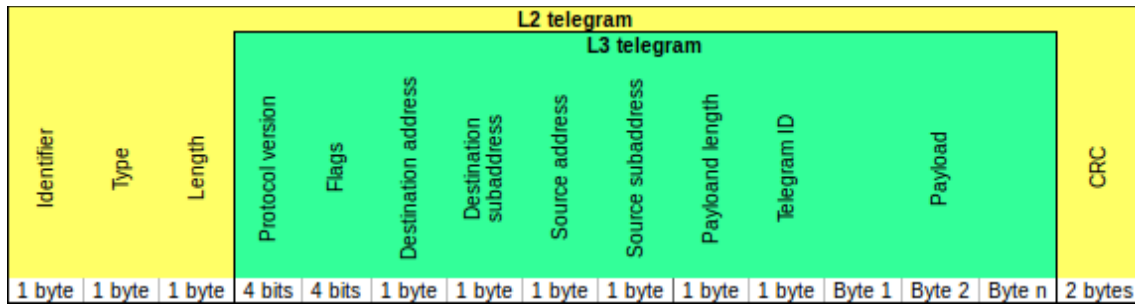 L2 telegram
L3 telegram
Identifier
Type
Length
Protocol version
Flags
Destination address
Destination
subaddress
Source address
Source subaddress
Payloand length
Telegram ID
Payload
CRC
1 byte 1 byte 1 byte 4 bits 4 bits 1 byte 1 byte 1 byte 1 byte 1 byte 1 byte Byte 1 Byte 2 Byte n 2 bytes